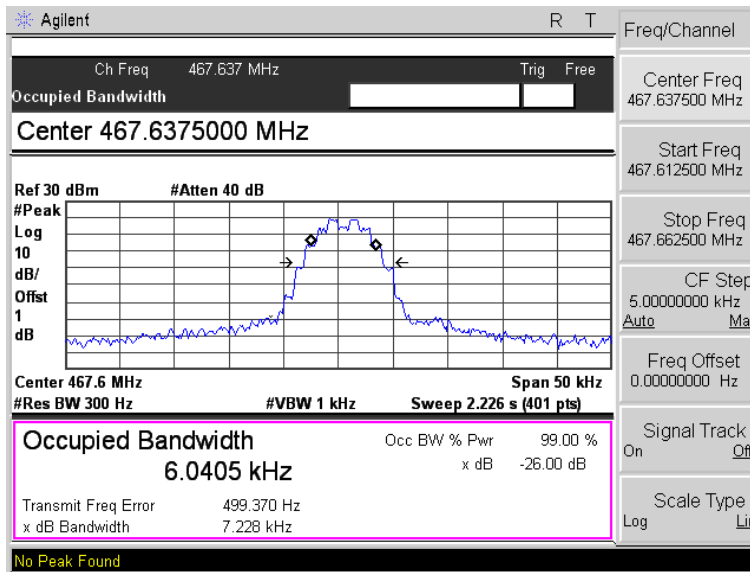 Agilent R T
Ch Freq 467.637 MHz Trig Free
Occupied Bandwidth
Center 467.6375000 MHz
Ref 30 dBm #Atten 40 dB
#Peak
Log
10
dB/
Offst
1
dB
Center 467.6 MHz Span 50 kHz
#Res BW 300 Hz #VBW 1 kHz Sweep 2.226 s (401 pts)
Occupied Bandwidth Occ BW % Pwr 99.00 %
6.0405 kHz x dB -26.00 dB
Transmit Freq Error 499.370 Hz
x dB Bandwidth 7.228 kHz
No Peak Found
Freq/Channel
Center Freq
467.637500 MHz
Start Freq
467.612500 MHz
Stop Freq
467.662500 MHz
CF Step
5.00000000 kHz
Auto Ma
Freq Offset
0.00000000 Hz
Signal Track
On Off
Scale Type
Log Lin